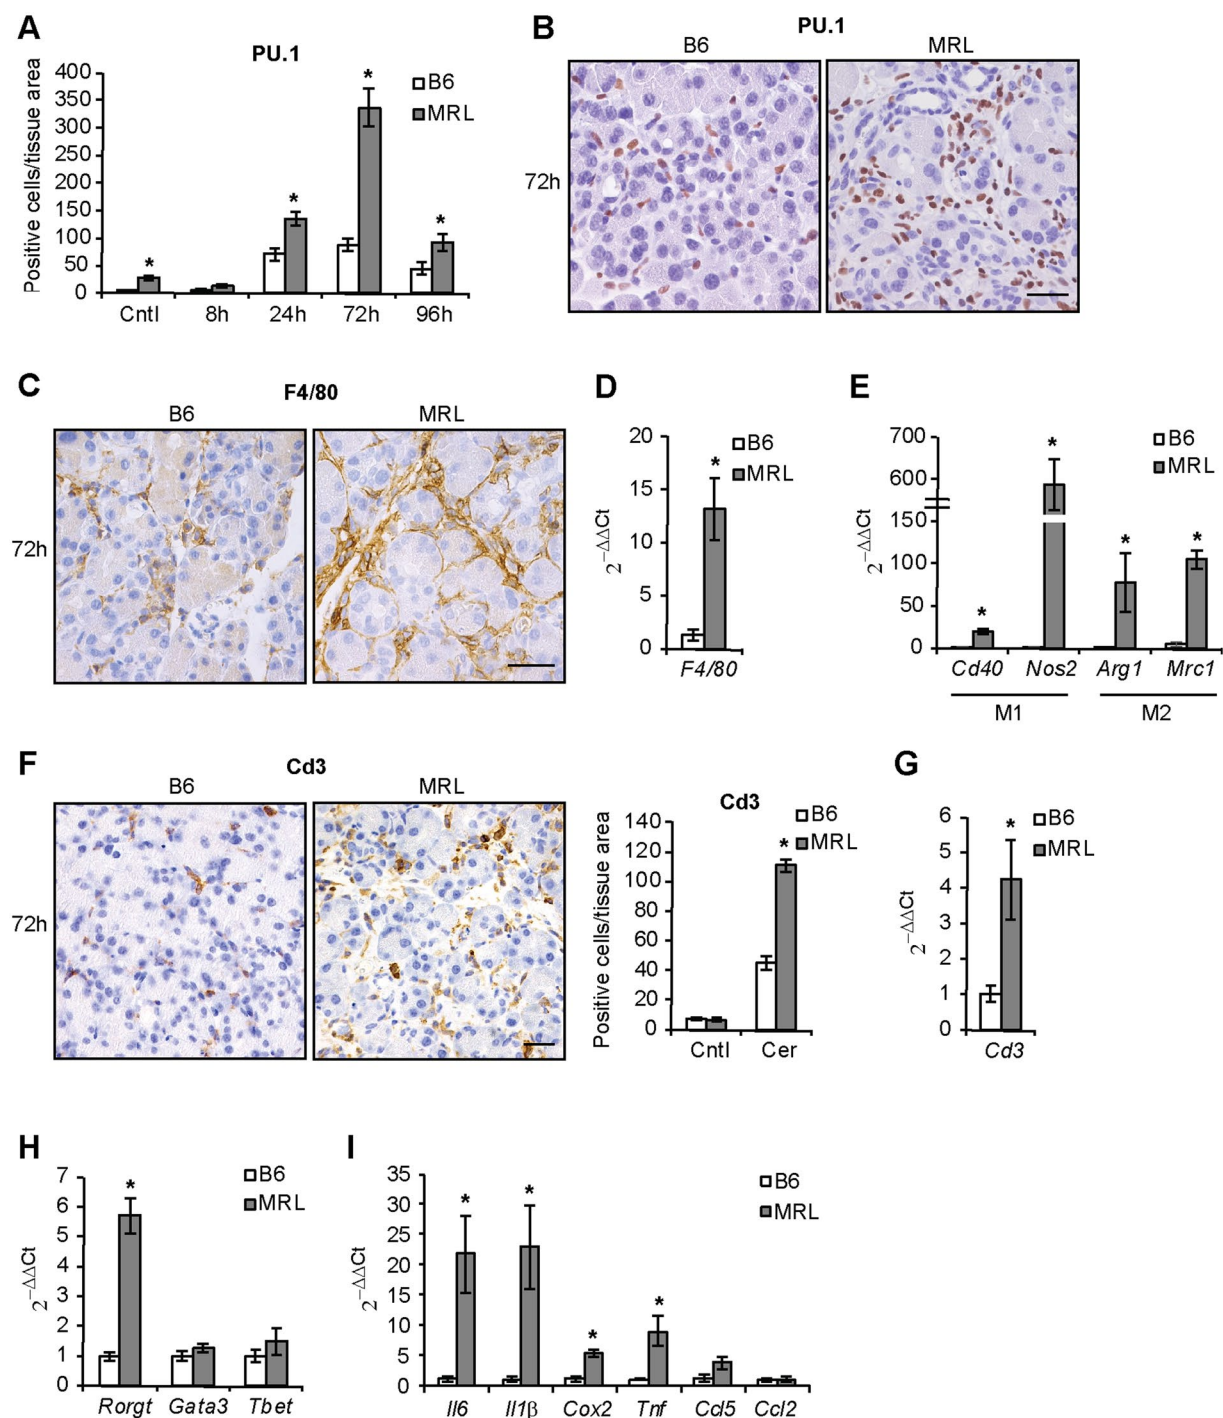 A
PU.1
Positive cells/tissue area
400
350
300
250
200
150
100
50
0
*
*
*
*
B6
MRL
Cntl 8h 24h 72h 96h
B
PU.1
B6 MRL
72h
C
F4/80
B6 MRL
72h
D
2^-ΔΔCt
20
15
10
5
0
*
B6
MRL
F4/80
E
2^-ΔΔCt
700
600
150
100
50
0
*
*
*
*
B6
MRL
Cd40 Nos2 Arg1 Mrc1
M1 M2
F
Cd3
B6 MRL
72h
Cd3
Positive cells/tissue area
140
120
100
80
60
40
20
0
*
B6
MRL
Cntl Cer
G
2^-ΔΔCt
6
5
4
3
2
1
0
*
B6
MRL
Cd3
H
2^-ΔΔCt
7
6
5
4
3
2
1
0
*
B6
MRL
Rorgt Gata3 Tbet
I
2^-ΔΔCt
35
30
25
20
15
10
5
0
*
*
*
*
B6
MRL
Il6 Il1β Cox2 Tnf Ccl5 Ccl2